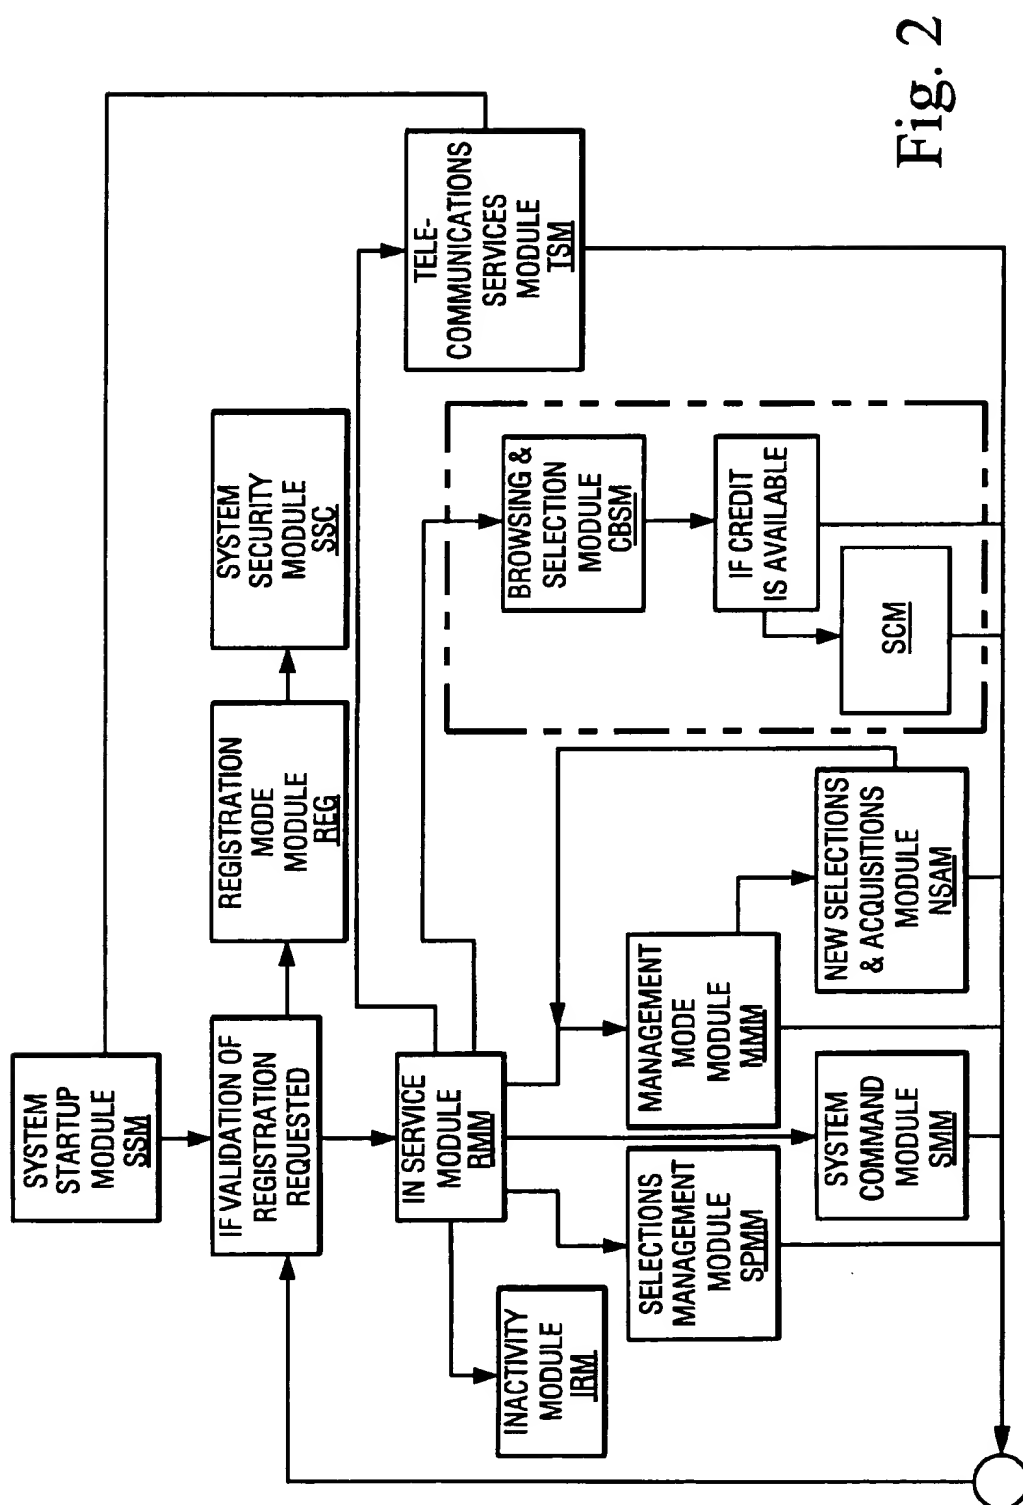 SYSTEM
STARTUP
MODULE
SSM
IF VALIDATION OF
REGISTRATION
REQUESTED
REGISTRATION
MODE
MODULE
REG
SYSTEM
SECURITY
MODULE
SSC
IN SERVICE
MODULE
RMM
TELE-
COMMUNICATIONS
SERVICES
MODULE
TSM
INACTIVITY
MODULE
IRM
SELECTIONS
MANAGEMENT
MODULE
SPMM
MANAGEMENT
MODE
MODULE
MMM
BROWSING &
SELECTION
MODULE
CBSM
IF CREDIT
IS AVAILABLE
SYSTEM
COMMAND
MODULE
SMM
NEW SELECTIONS
& ACQUISITIONS
MODULE
NSAM
SCM
Fig. 2